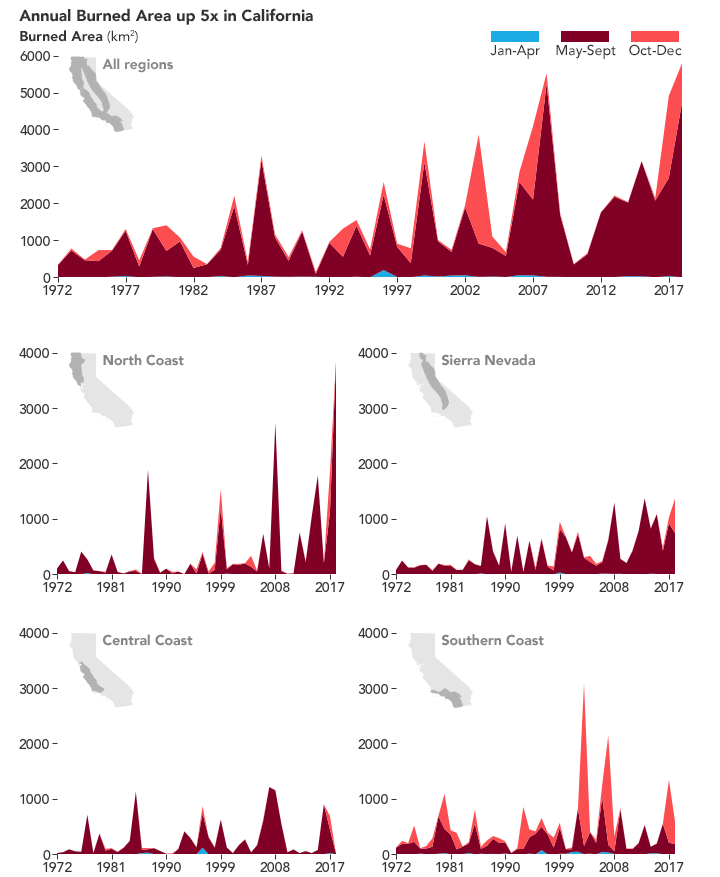 Annual Burned Area up 5x in California
Burned Area (km²)
Jan-Apr May-Sept Oct-Dec
All regions
6000
5000
4000
3000
2000
1000
0
1972 1977 1982 1987 1992 1997 2002 2007 2012 2017
North Coast
4000
3000
2000
1000
0
1972 1981 1990 1999 2008 2017
Sierra Nevada
4000
3000
2000
1000
0
1972 1981 1990 1999 2008 2017
Central Coast
4000
3000
2000
1000
0
1972 1981 1990 1999 2008 2017
Southern Coast
4000
3000
2000
1000
0
1972 1981 1990 1999 2008 2017